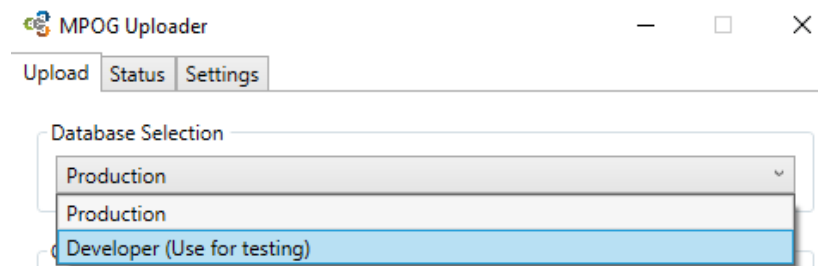 MPOG Uploader
Upload Status Settings
Database Selection
Production
Production
Developer (Use for testing)